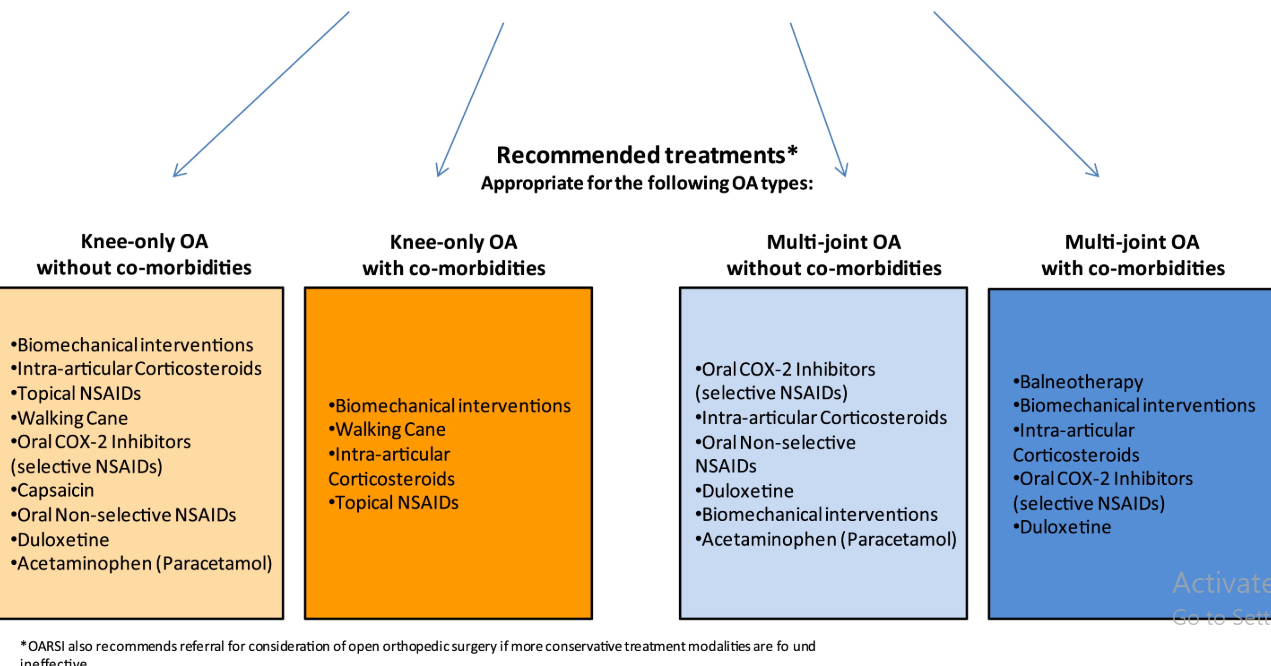 Recommended treatments*
Appropriate for the following OA types:
Knee-only OA
without co-morbidities
•Biomechanical interventions
•Intra-articular Corticosteroids
•Topical NSAIDs
•Walking Cane
•Oral COX-2 Inhibitors
(selective NSAIDs)
•Capsaicin
•Oral Non-selective NSAIDs
•Duloxetine
•Acetaminophen (Paracetamol)
Knee-only OA
with co-morbidities
•Biomechanical interventions
•Walking Cane
•Intra-articular
Corticosteroids
•Topical NSAIDs
Multi-joint OA
without co-morbidities
•Oral COX-2 Inhibitors
(selective NSAIDs)
•Intra-articular Corticosteroids
•Oral Non-selective
NSAIDs
•Duloxetine
•Biomechanical interventions
•Acetaminophen (Paracetamol)
Multi-joint OA
with co-morbidities
•Balneotherapy
•Biomechanical interventions
•Intra-articular
Corticosteroids
•Oral COX-2 Inhibitors
(selective NSAIDs)
•Duloxetine
Activate
Go to Sett
*OARSI also recommends referral for consideration of open orthopedic surgery if more conservative treatment modalities are fo und
ineffective